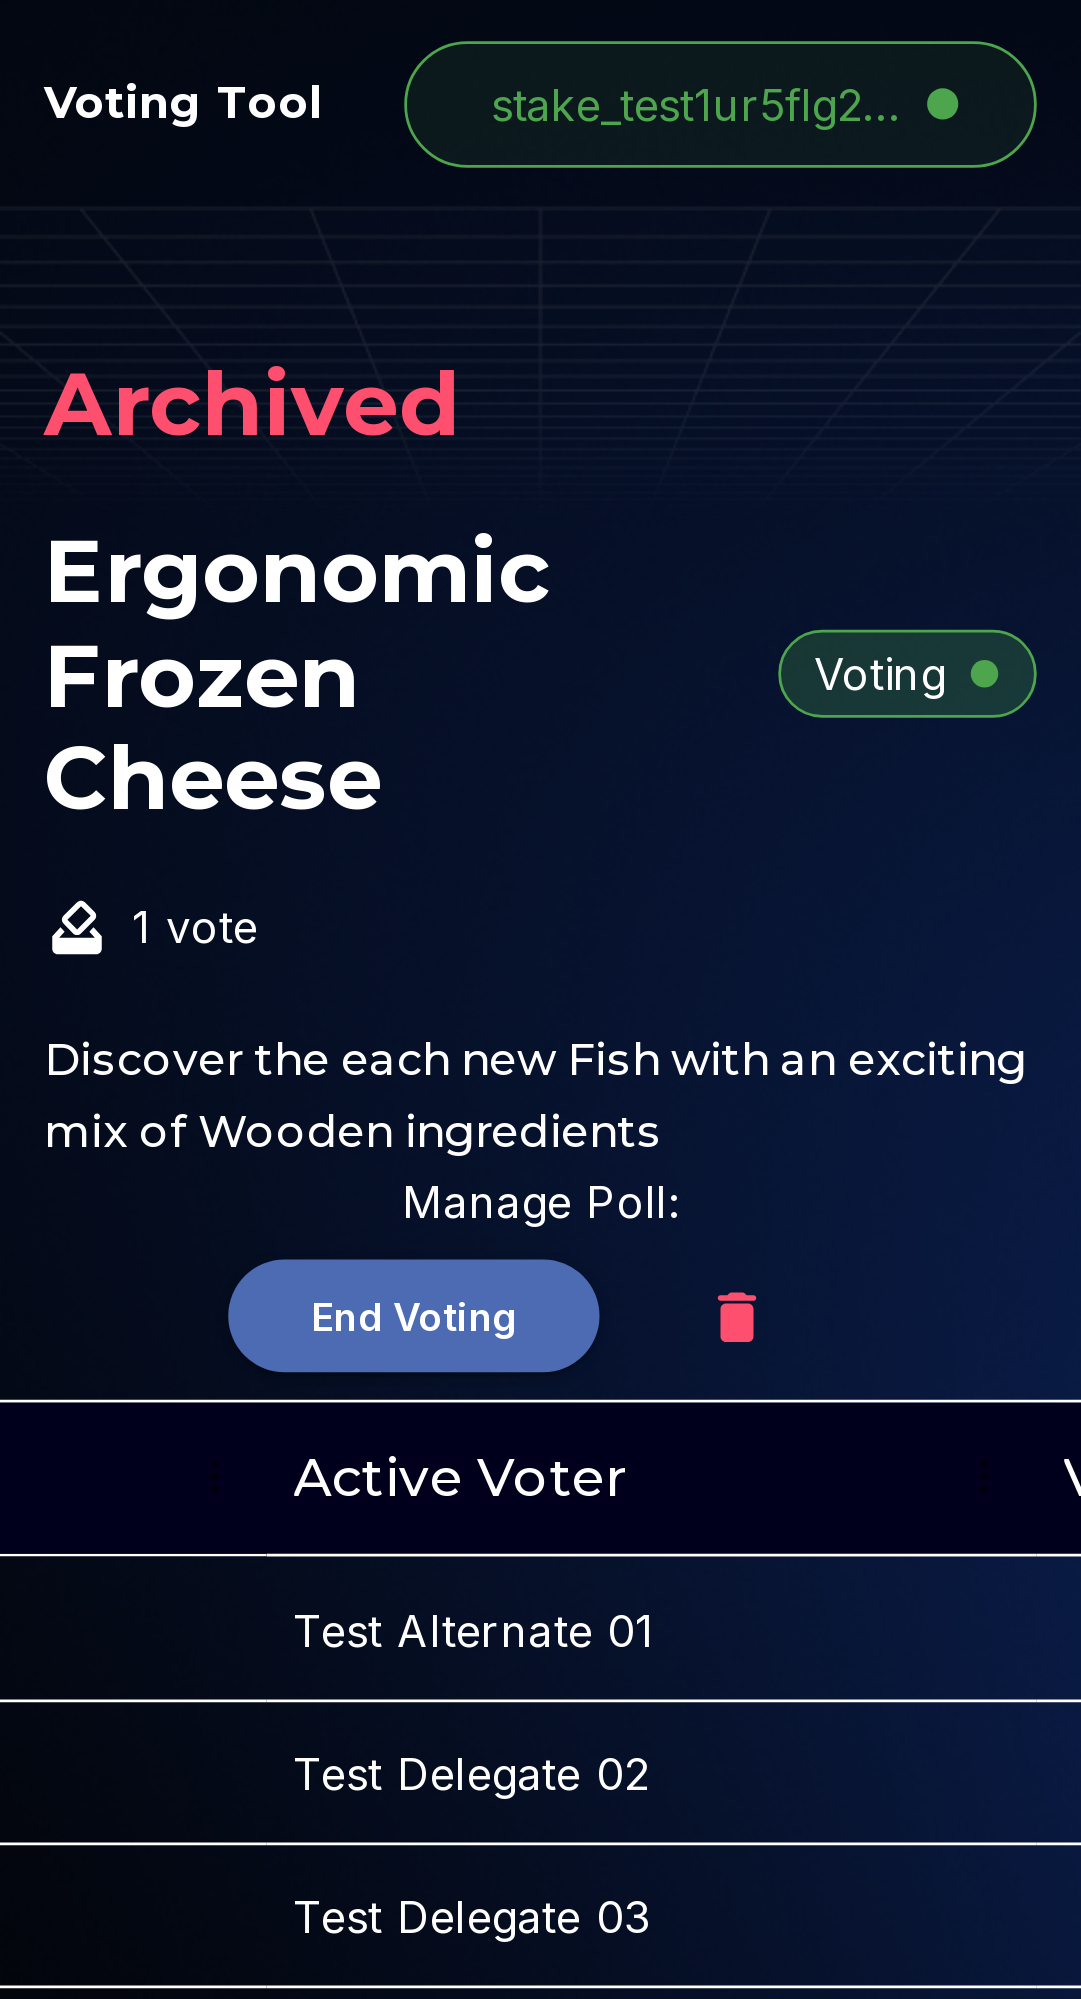 Voting Tool
stake_test1ur5flg2...
Archived
Ergonomic
Frozen
Cheese
Voting
1 vote
Discover the each new Fish with an exciting
mix of Wooden ingredients
Manage Poll:
End Voting
Active Voter
Test Alternate 01
Test Delegate 02
Test Delegate 03